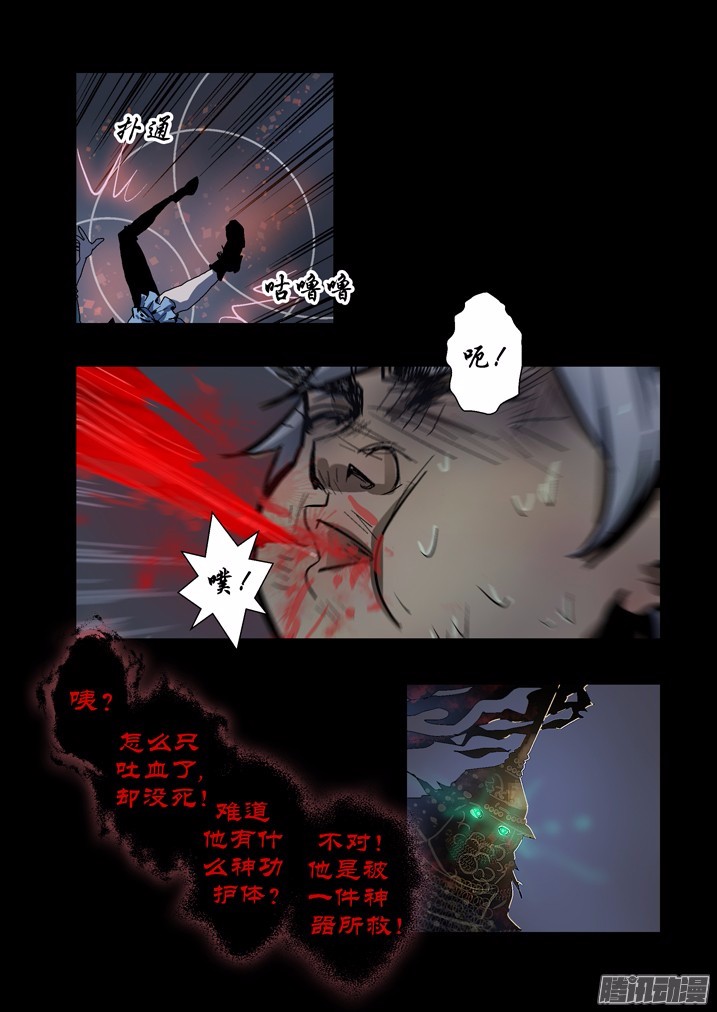 扑通
咕噜噜
呃！
噗！
咦？
怎么只
吐血了，
却没死！
难道
他有什
么神功
护体？
不对！
他是被
一件神
器所救！
腾讯动漫